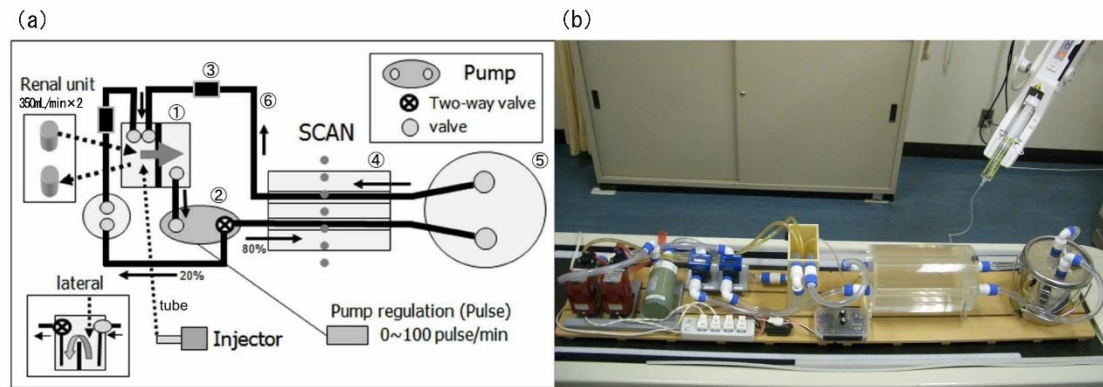 (a)
(b)
Renal unit
350mL/min×2
①
③
⑥
②
SCAN
④
⑤
Pump
Two-way valve
valve
80%
20%
lateral
tube
Injector
Pump regulation (Pulse)
0~100 pulse/min